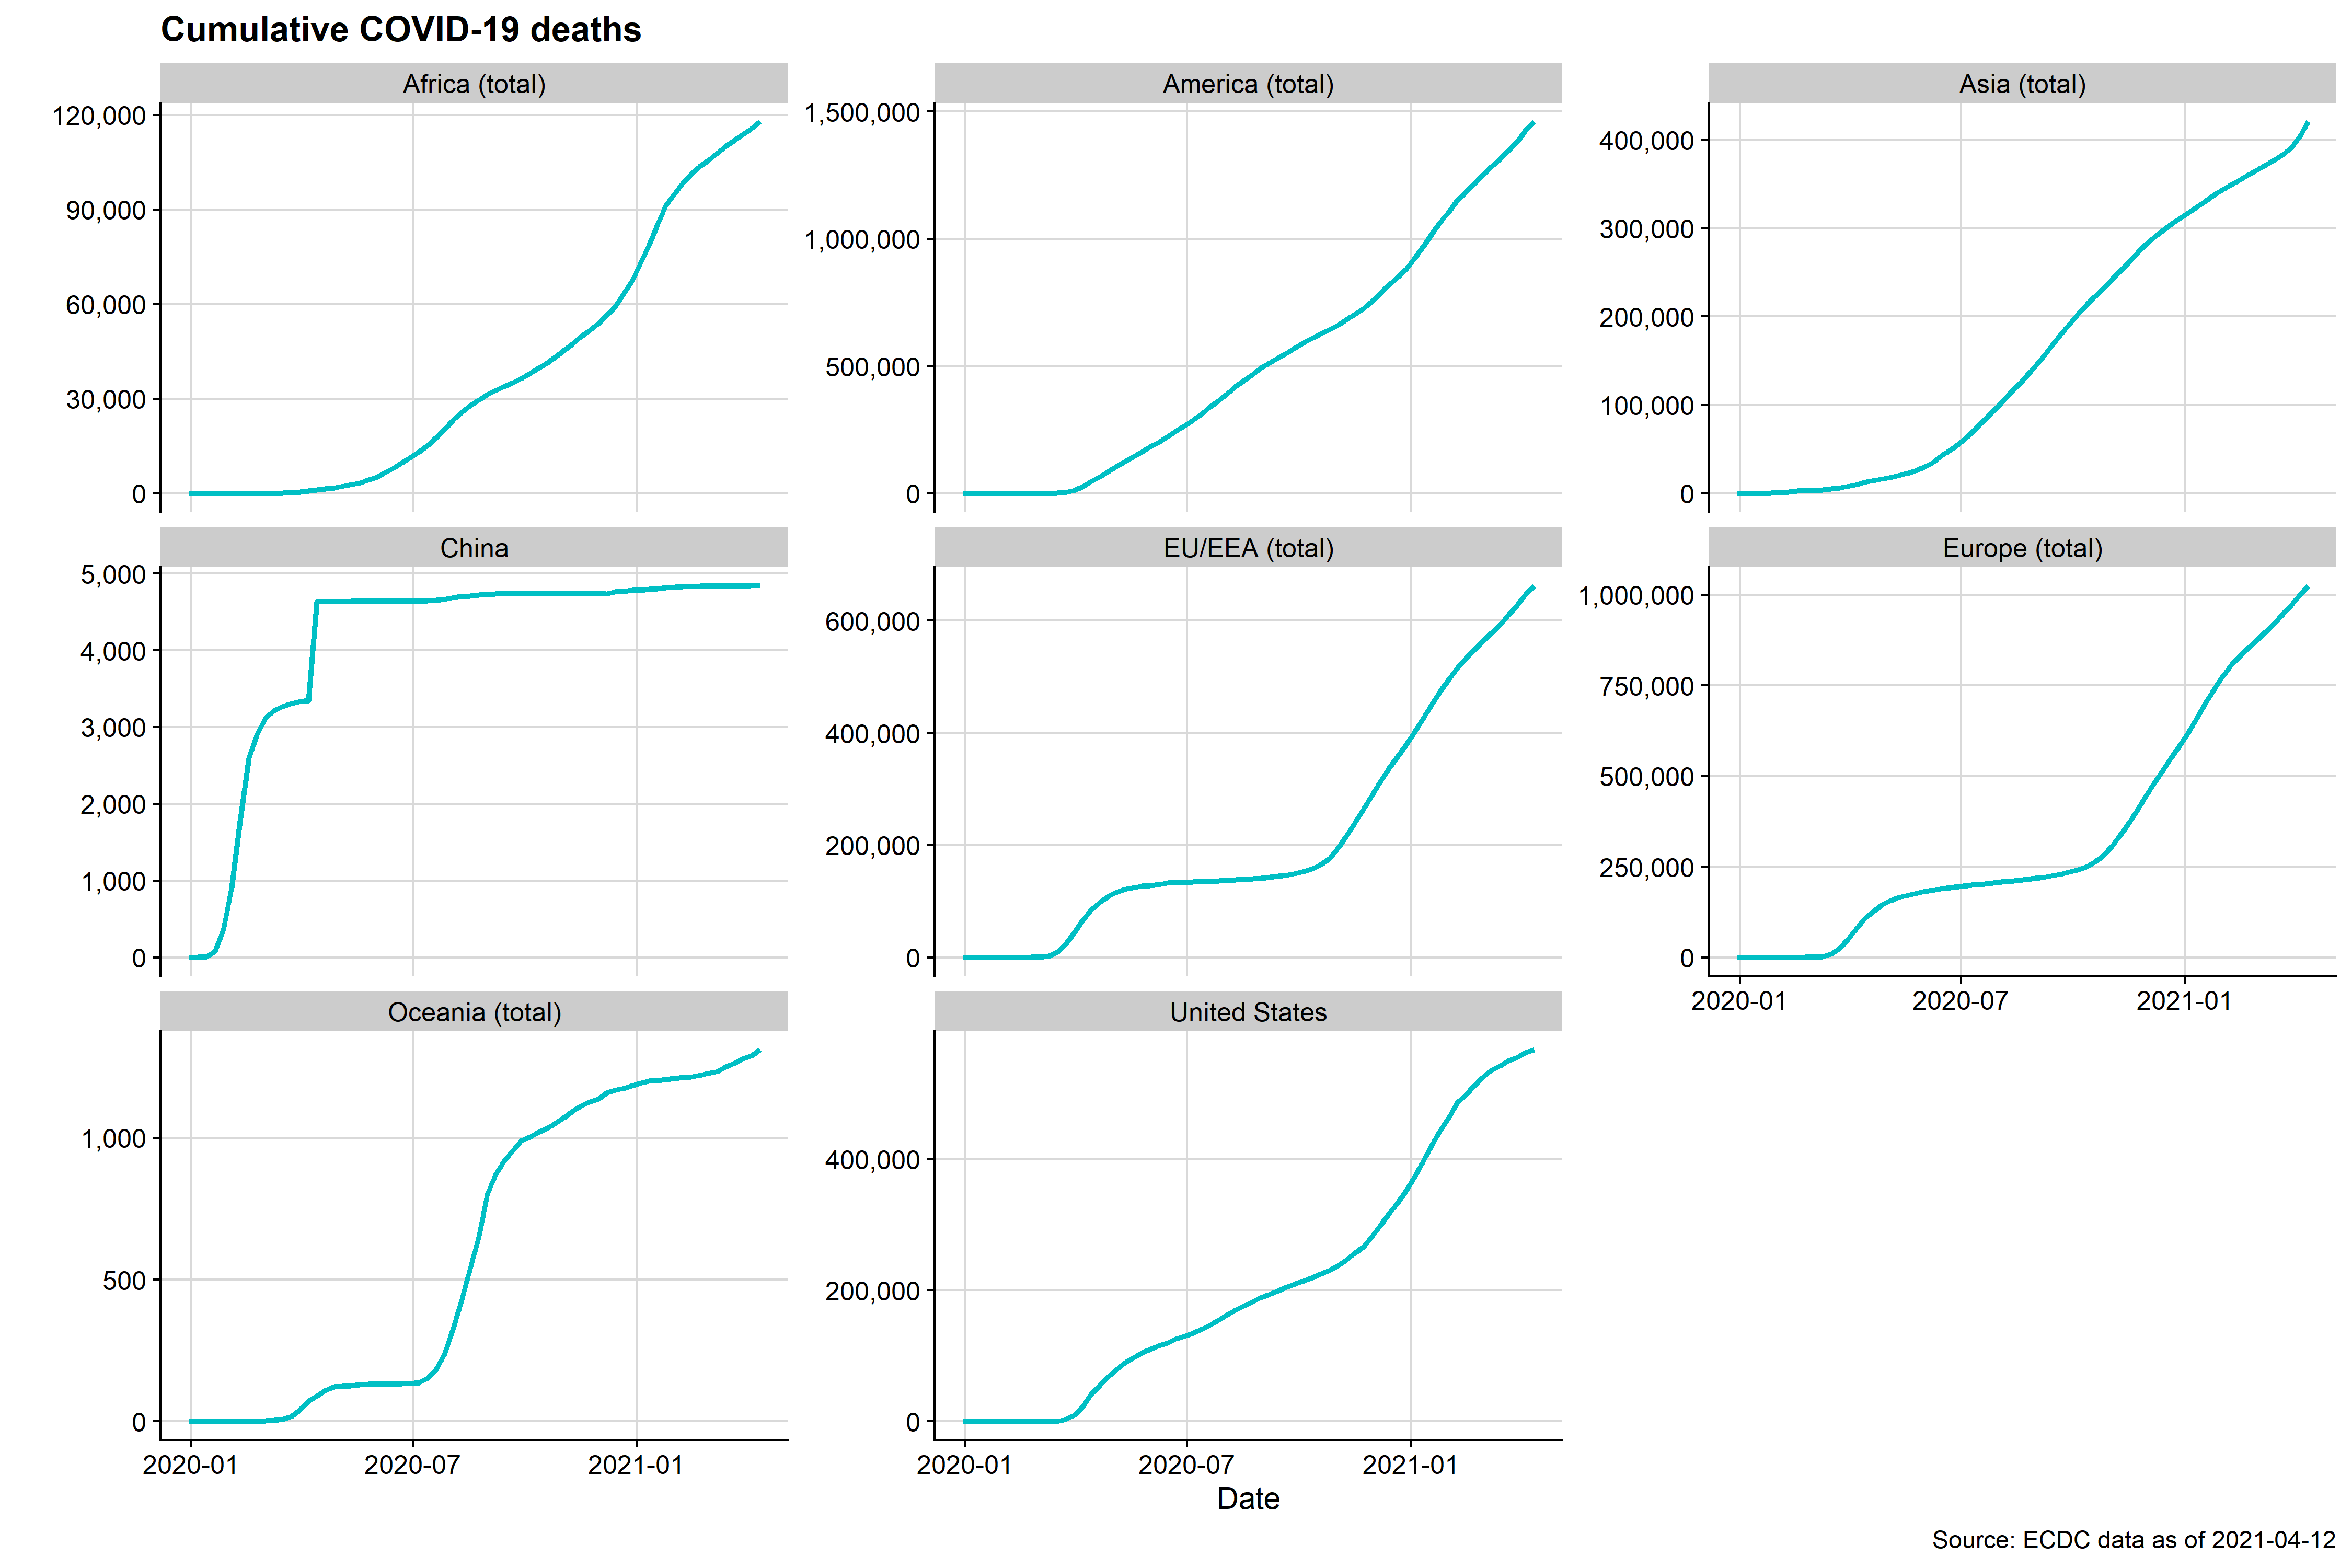 Cumulative COVID-19 deaths
Africa (total)
120,000
90,000
60,000
30,000
0
America (total)
1,500,000
1,000,000
500,000
0
Asia (total)
400,000
300,000
200,000
100,000
0
China
5,000
4,000
3,000
2,000
1,000
0
EU/EEA (total)
600,000
400,000
200,000
0
Europe (total)
1,000,000
750,000
500,000
250,000
0
2020-01 2020-07 2021-01
Oceania (total)
1,000
500
0
2020-01 2020-07 2021-01
United States
400,000
200,000
0
2020-01 2020-07 2021-01
Date
Source: ECDC data as of 2021-04-12